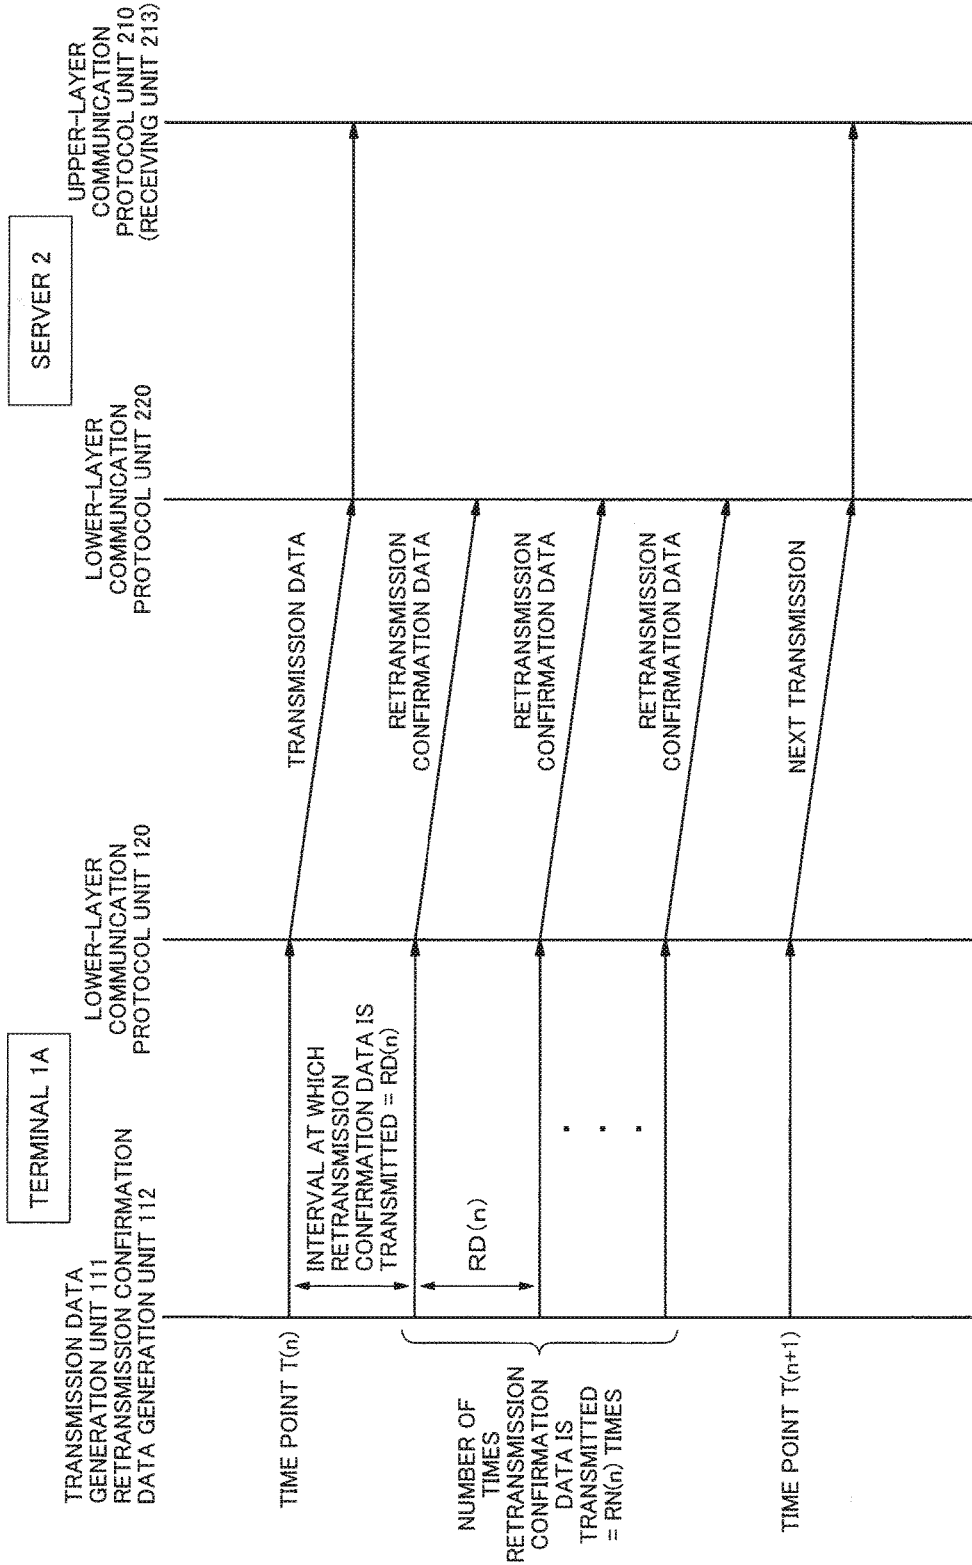 TERMINAL 1A
SERVER 2
TRANSMISSION DATA
GENERATION UNIT 111
RETRANSMISSION CONFIRMATION
DATA GENERATION UNIT 112
LOWER-LAYER
COMMUNICATION
PROTOCOL UNIT 120
LOWER-LAYER
COMMUNICATION
PROTOCOL UNIT 220
UPPER-LAYER
COMMUNICATION
PROTOCOL UNIT 210
(RECEIVING UNIT 213)
TIME POINT T(n)
TRANSMISSION DATA
INTERVAL AT WHICH
RETRANSMISSION
CONFIRMATION DATA IS
TRANSMITTED = RD(n)
RETRANSMISSION
CONFIRMATION DATA
RD(n)
RETRANSMISSION
CONFIRMATION DATA
NUMBER OF
TIMES
RETRANSMISSION
CONFIRMATION
DATA IS
TRANSMITTED
= RN(n) TIMES
. . .
RETRANSMISSION
CONFIRMATION DATA
TIME POINT T(n+1)
NEXT TRANSMISSION